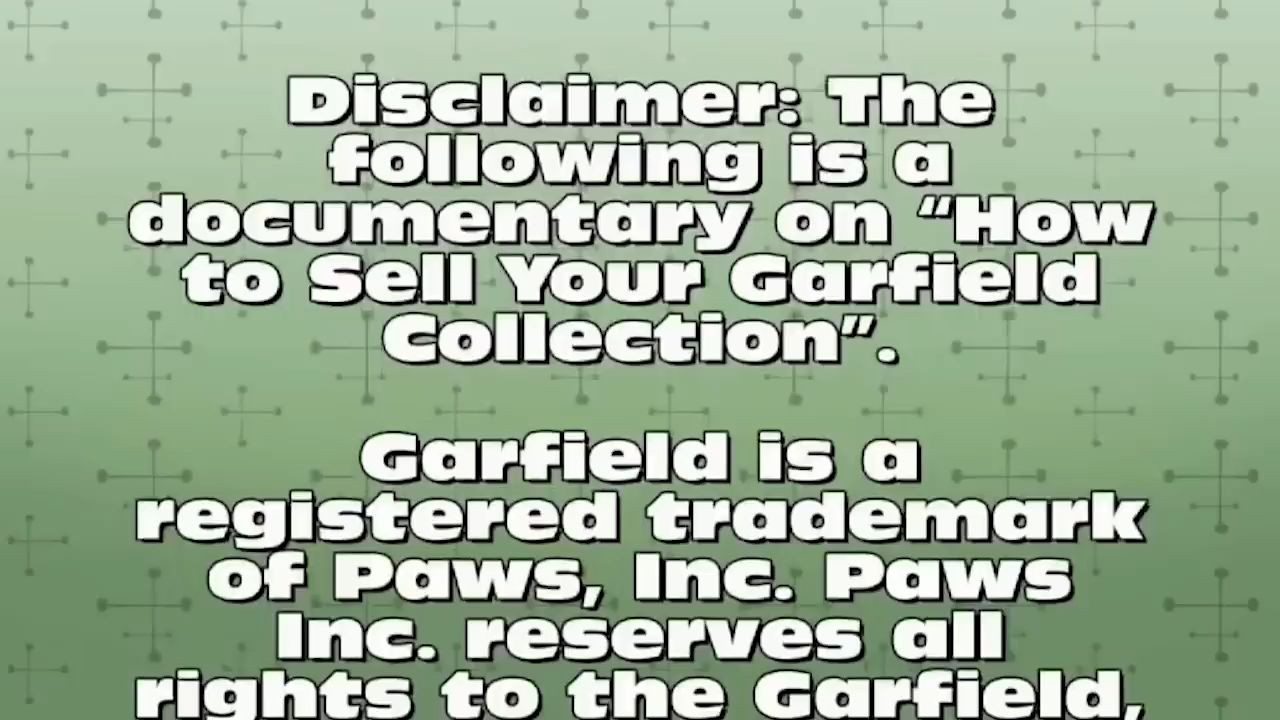 Disclaimer: The
following is a
documentary on “How
to Sell Your Garfield
Collection”.
Garfield is a
registered trademark
of Paws, Inc. Paws
Inc. reserves all
rights to the Garfield,